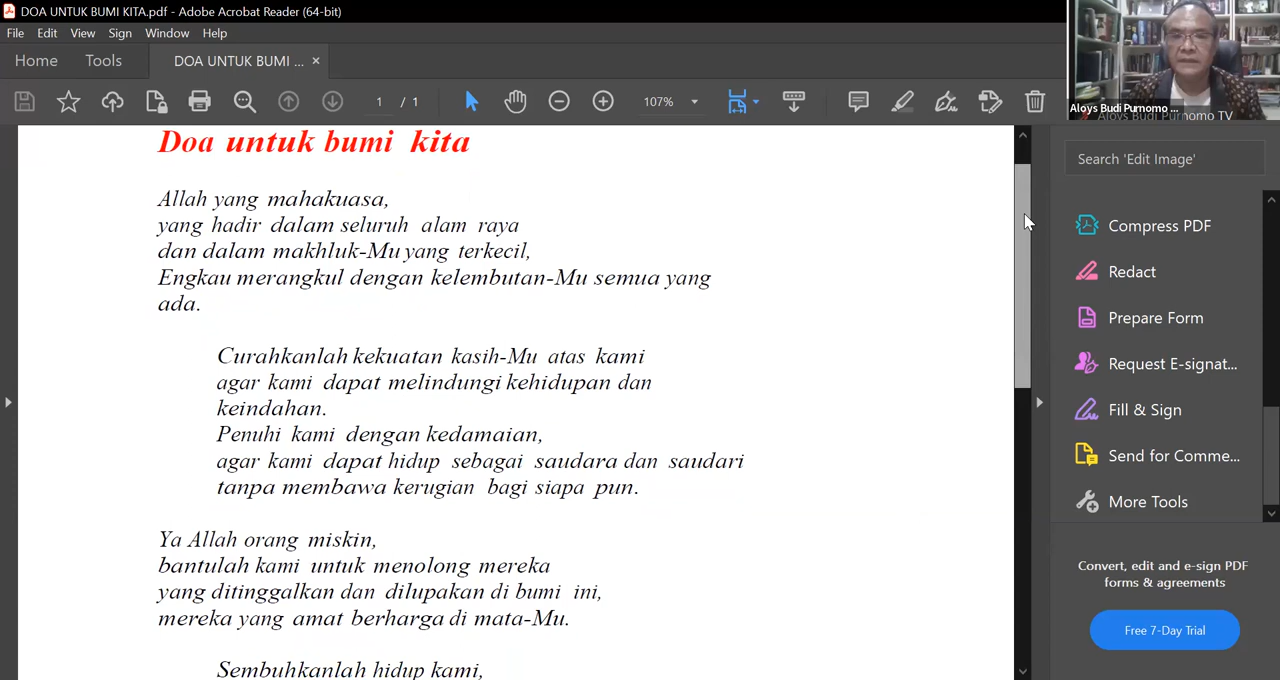 DOA UNTUK BUMI KITA.pdf - Adobe Acrobat Reader (64-bit)
File Edit View Sign Window Help
Home Tools DOA UNTUK BUMI ... ×
1 / 1 107%
Aloys Budi Purnomo ...
Aloys Budi Purnomo TV
Doa untuk bumi kita
Allah yang mahakuasa,
yang hadir dalam seluruh alam raya
dan dalam makhluk-Mu yang terkecil,
Engkau merangkul dengan kelembutan-Mu semua yang
ada.
Curahkanlah kekuatan kasih-Mu atas kami
agar kami dapat melindungi kehidupan dan
keindahan.
Penuhi kami dengan kedamaian,
agar kami dapat hidup sebagai saudara dan saudari
tanpa membawa kerugian bagi siapa pun.
Ya Allah orang miskin,
bantulah kami untuk menolong mereka
yang ditinggalkan dan dilupakan di bumi ini,
mereka yang amat berharga di mata-Mu.
Sembuhkanlah hidup kami,
Search 'Edit Image'
Compress PDF
Redact
Prepare Form
Request E-signat...
Fill & Sign
Send for Comme...
More Tools
Convert, edit and e-sign PDF
forms & agreements
Free 7-Day Trial